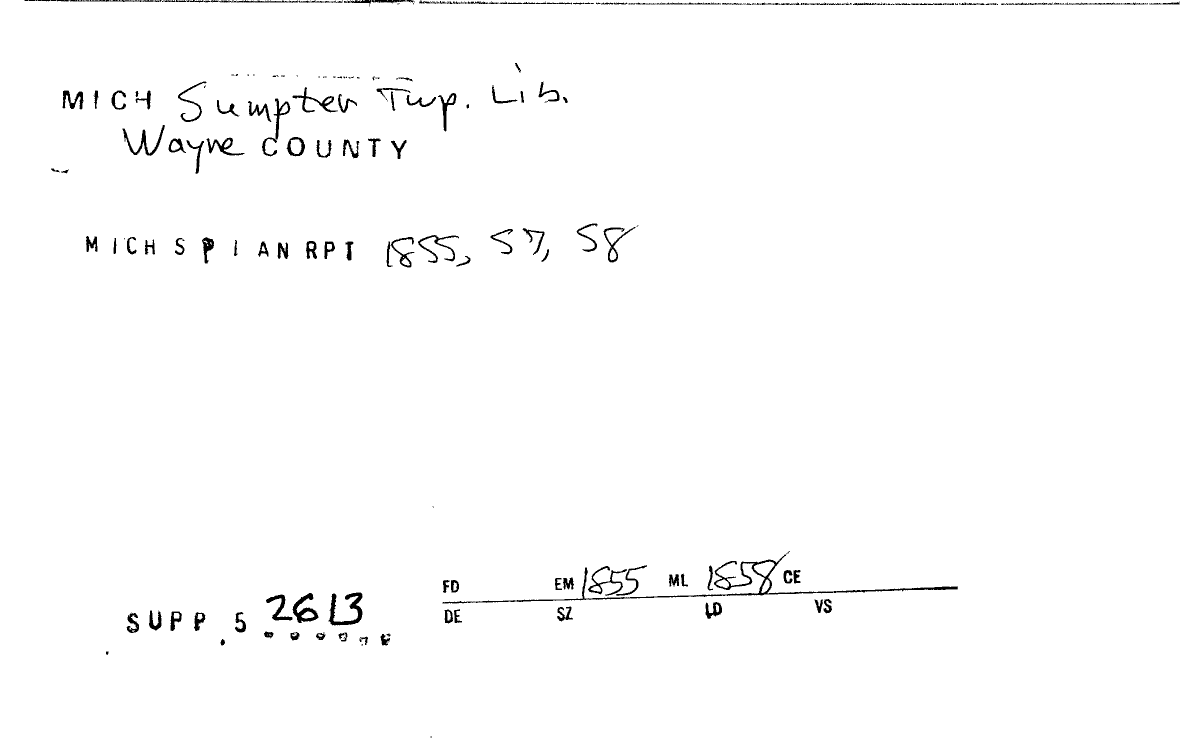 MICH Sumpter Twp. Lib.
Wayne COUNTY
MICH S P I AN RPT 1855, 57, 58
FD EM 1855 ML 1858 CE
SUPP. 5 2613
DE SZ LD VS